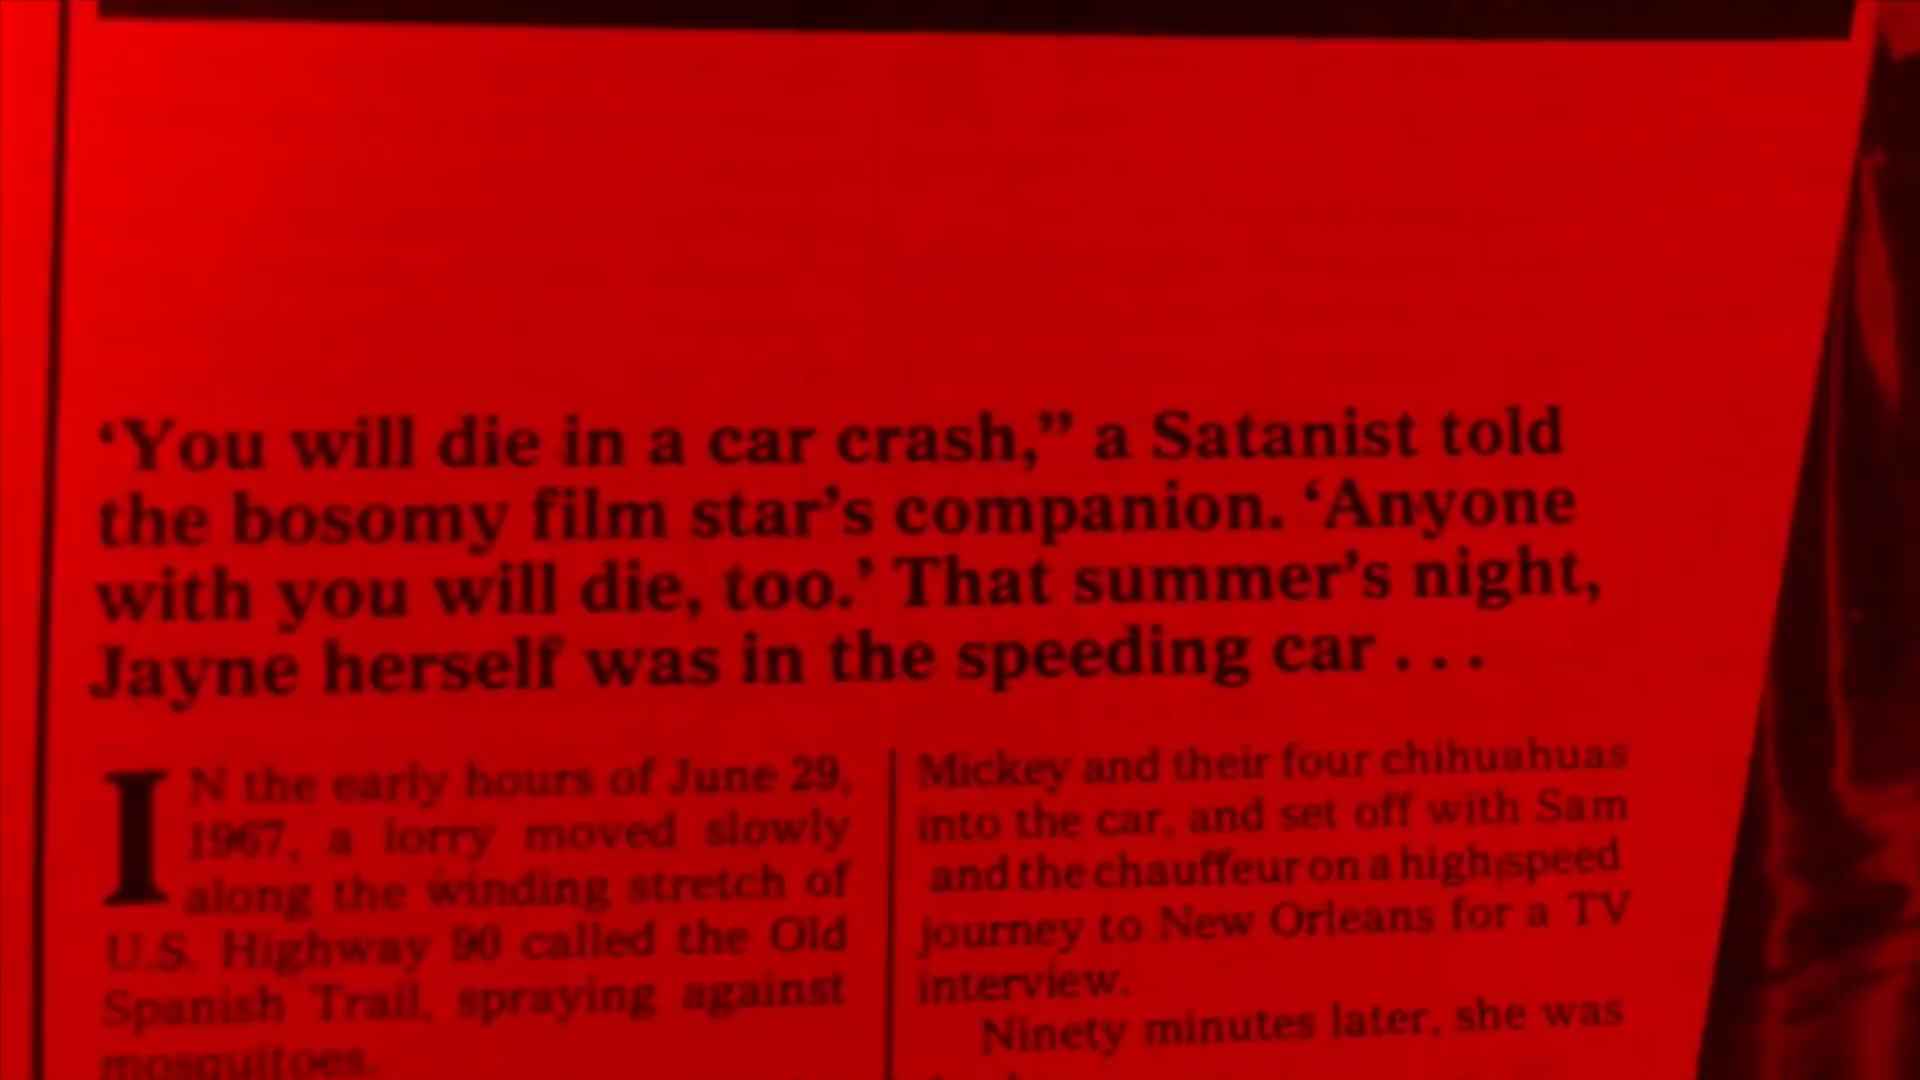 ‘You will die in a car crash,” a Satanist told
the bosomy film star’s companion. ‘Anyone
with you will die, too.’ That summer’s night,
Jayne herself was in the speeding car . . .
IN the early hours of June 29,
1967, a lorry moved slowly
along the winding stretch of
U.S. Highway 90 called the Old
Spanish Trail, spraying against
mosquitoes.
Mickey and their four chihuahuas
into the car, and set off with Sam
and the chauffeur on a high-speed
journey to New Orleans for a TV
interview.
Ninety minutes later, she was